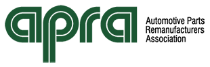 apra
Automotive Parts
Remanufacturers
Association